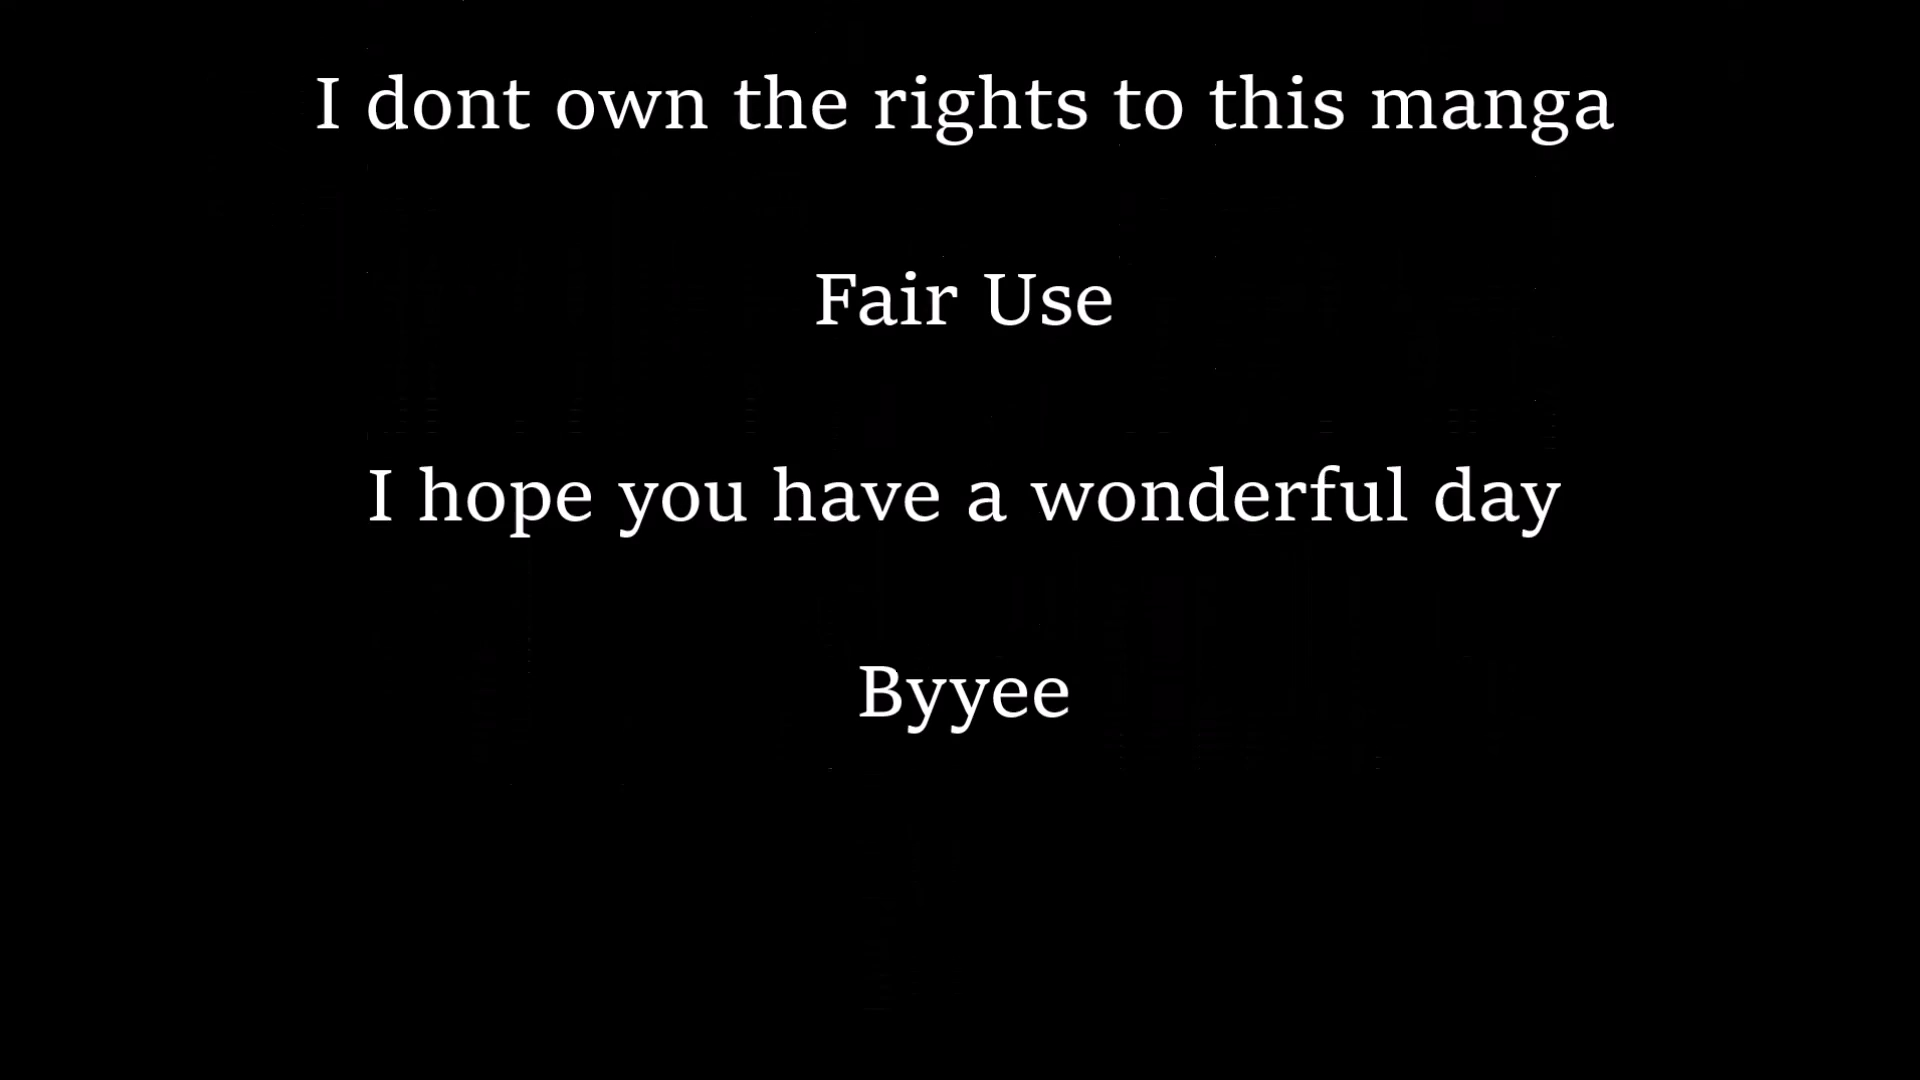 I dont own the rights to this manga
Fair Use
I hope you have a wonderful day
Byyee